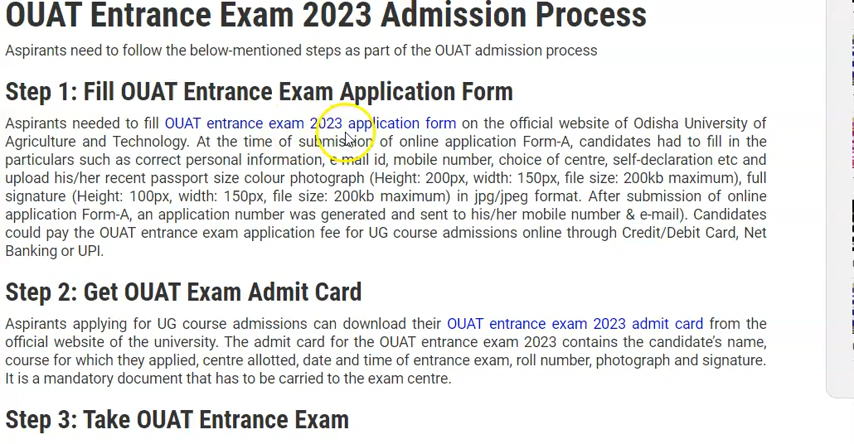 OUAT Entrance Exam 2023 Admission Process
Aspirants need to follow the below-mentioned steps as part of the OUAT admission process
Step 1: Fill OUAT Entrance Exam Application Form
Aspirants needed to fill OUAT entrance exam 2023 application form on the official website of Odisha University of
Agriculture and Technology. At the time of submission of online application Form-A, candidates had to fill in the
particulars such as correct personal information, e-mail id, mobile number, choice of centre, self-declaration etc and
upload his/her recent passport size colour photograph (Height: 200px, width: 150px, file size: 200kb maximum), full
signature (Height: 100px, width: 150px, file size: 200kb maximum) in jpg/jpeg format. After submission of online
application Form-A, an application number was generated and sent to his/her mobile number & e-mail). Candidates
could pay the OUAT entrance exam application fee for UG course admissions online through Credit/Debit Card, Net
Banking or UPI.
Step 2: Get OUAT Exam Admit Card
Aspirants applying for UG course admissions can download their OUAT entrance exam 2023 admit card from the
official website of the university. The admit card for the OUAT entrance exam 2023 contains the candidate's name,
course for which they applied, centre allotted, date and time of entrance exam, roll number, photograph and signature.
It is a mandatory document that has to be carried to the exam centre.
Step 3: Take OUAT Entrance Exam